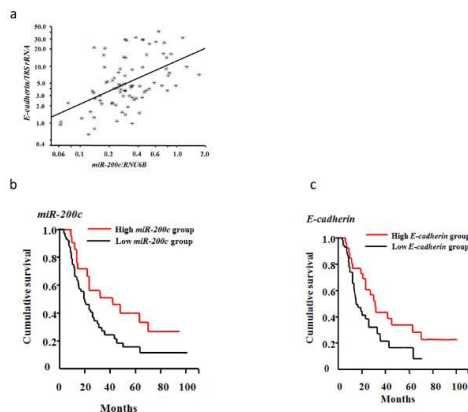 a
E-cadherin/18SrRNA
50.0
30.0
20.0
10.0
5.0
4.0
3.0
2.0
1.0
0.4
0.06
0.1
0.2
0.4
0.6
1.0
2.0
miR-200c/RNU6B
b
miR-200c
High miR-200c group
Low miR-200c group
Cumulative survival
1.0
0.8
0.6
0.4
0.2
0
0 20 40 60 80 100
Months
c
E-cadherin
High E-cadherin group
Low E-cadherin group
Cumulative survival
1.0
0.8
0.6
0.4
0.2
0
0 20 40 60 80 100
Months